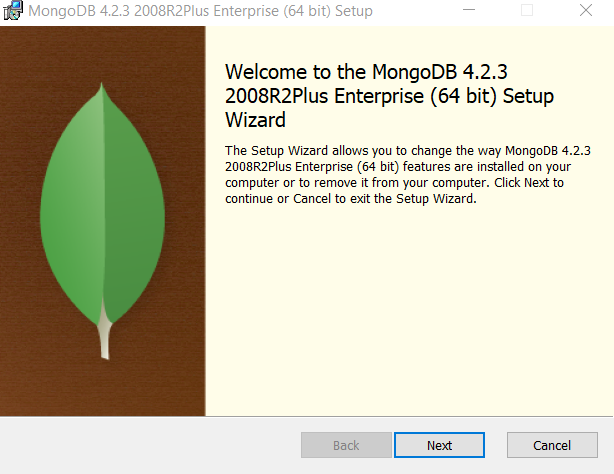 MongoDB 4.2.3 2008R2Plus Enterprise (64 bit) Setup
Welcome to the MongoDB 4.2.3
2008R2Plus Enterprise (64 bit) Setup
Wizard
The Setup Wizard allows you to change the way MongoDB 4.2.3
2008R2Plus Enterprise (64 bit) features are installed on your
computer or to remove it from your computer. Click Next to
continue or Cancel to exit the Setup Wizard.
Back
Next
Cancel